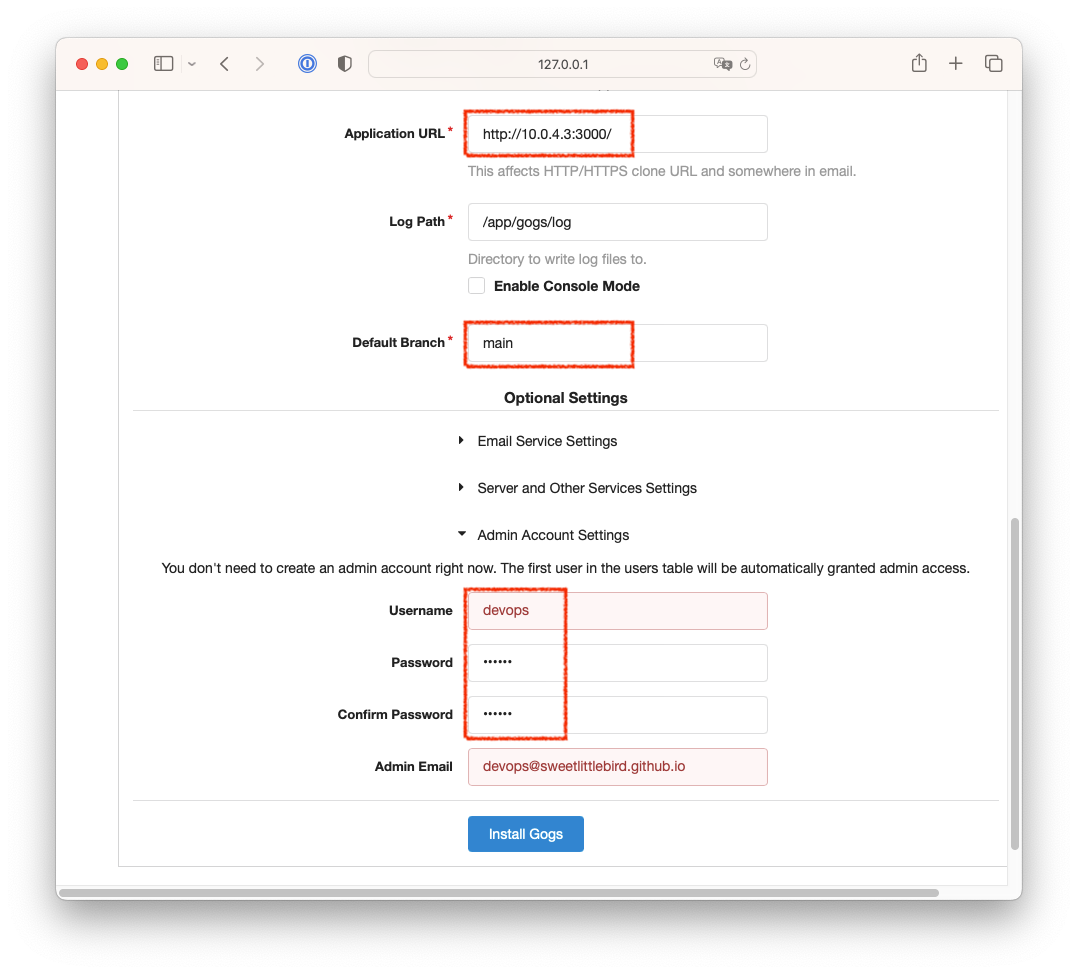 127.0.0.1
Application URL*
http://10.0.4.3:3000/
This affects HTTP/HTTPS clone URL and somewhere in email.
Log Path*
/app/gogs/log
Directory to write log files to.
Enable Console Mode
Default Branch*
main
Optional Settings
Email Service Settings
Server and Other Services Settings
Admin Account Settings
You don't need to create an admin account right now. The first user in the users table will be automatically granted admin access.
Username
devops
Password
••••••
Confirm Password
••••••
Admin Email
devops@sweetlittlebird.github.io
Install Gogs